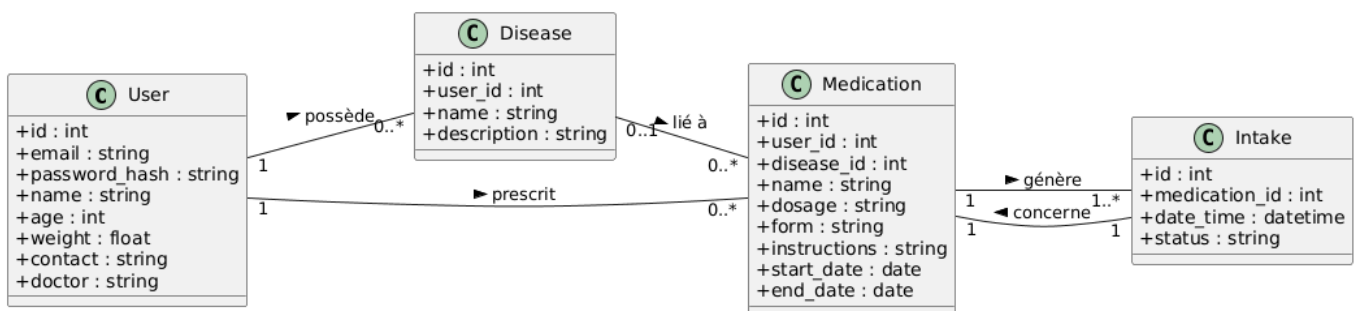 C User
+id : int
+email : string
+password_hash : string
+name : string
+age : int
+weight : float
+contact : string
+doctor : string
possède
1
0..*
C Disease
+id : int
+user_id : int
+name : string
+description : string
lié à
0..1
0..*
prescrit
1
0..*
C Medication
+id : int
+user_id : int
+disease_id : int
+name : string
+dosage : string
+form : string
+instructions : string
+start_date : date
+end_date : date
génère
1
1..*
concerne
1
1
C Intake
+id : int
+medication_id : int
+date_time : datetime
+status : string